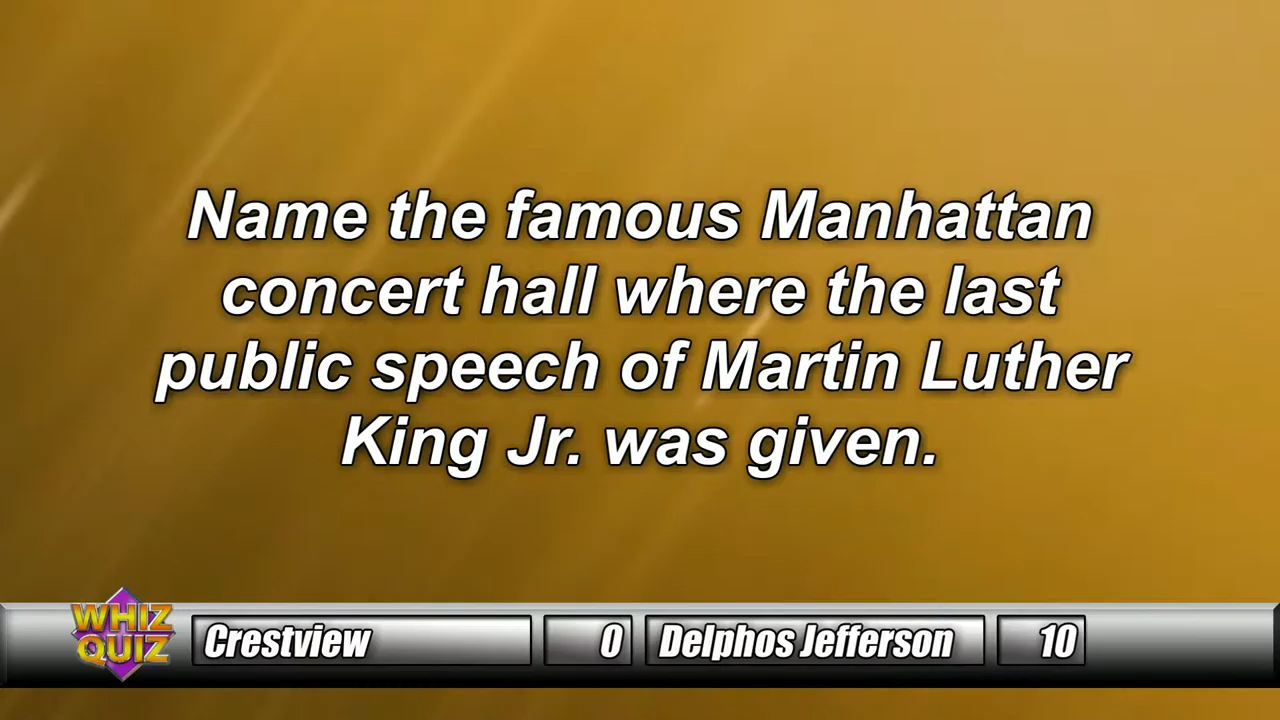 Name the famous Manhattan
concert hall where the last
public speech of Martin Luther
King Jr. was given.
WHIZ
QUIZ
Crestview 0 Delphos Jefferson 10